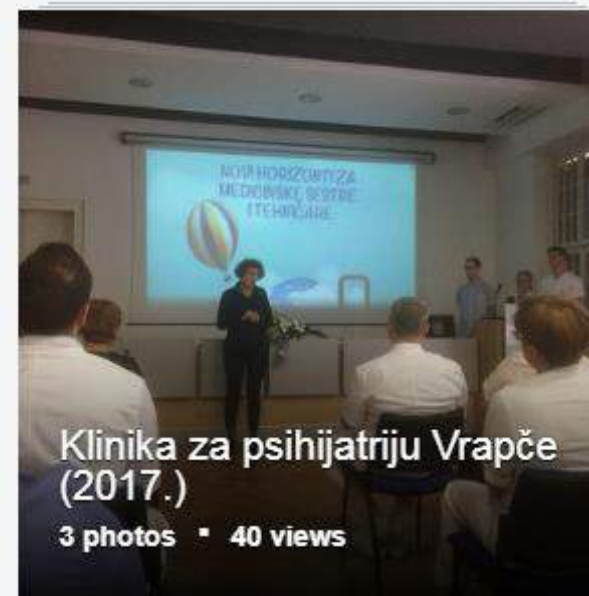 NOVI HORIZONTI ZA
MEDICINSKE SESTRE
I TEHNIČARE
Klinika za psihijatriju Vrapče
(2017.)
3 photos ▪ 40 views